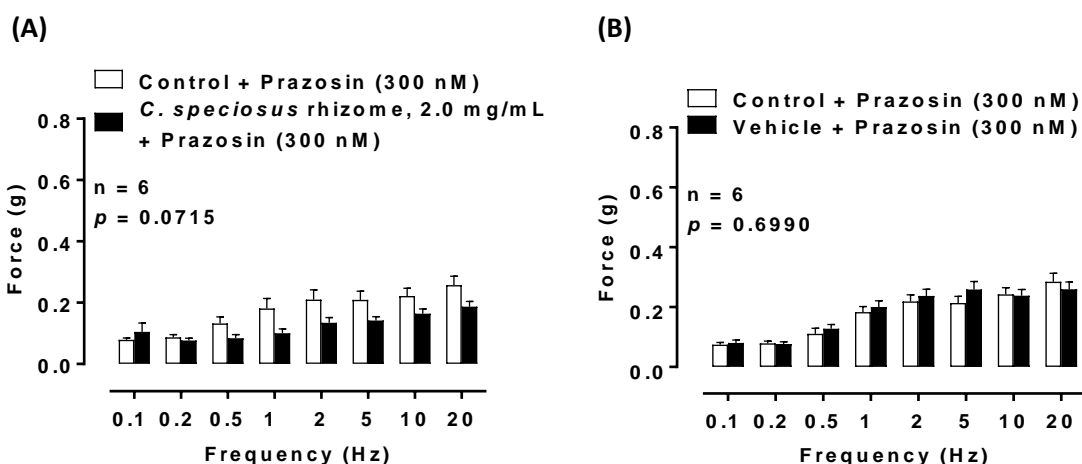 (A)
Control + Prazosin (300 nM)
C. speciosus rhizome, 2.0 mg/mL
+ Prazosin (300 nM)
0.8
0.6
0.4
0.2
0.0
Force (g)
n = 6
p = 0.0715
0.1 0.2 0.5 1 2 5 10 20
Frequency (Hz)
(B)
Control + Prazosin (300 nM)
Vehicle + Prazosin (300 nM)
0.8
0.6
0.4
0.2
0.0
Force (g)
n = 6
p = 0.6990
0.1 0.2 0.5 1 2 5 10 20
Frequency (Hz)